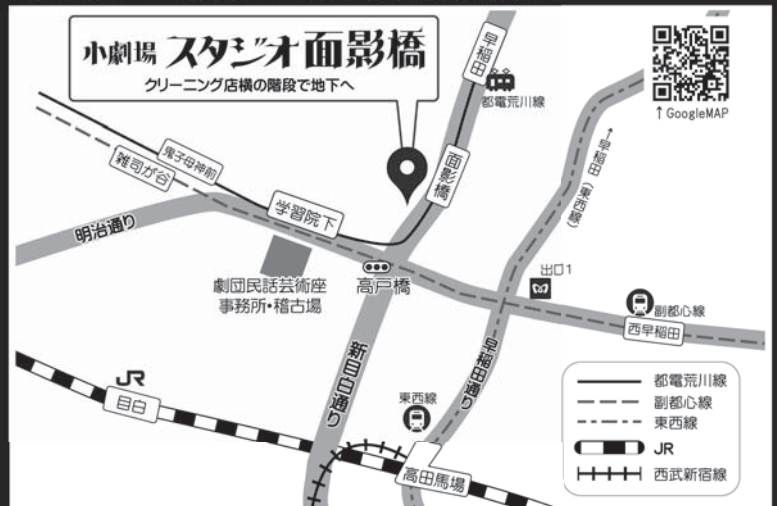 小劇場 スタジオ面影橋
クリーニング店横の階段で地下へ
早稲田
都電荒川線
↑ GoogleMAP
↑早稲田(東西線)
鬼子母神前
雑司が谷
面影橋
学習院下
明治通り
劇団民話芸術座
事務所・稽古場
高戸橋
出口1
副都心線
西早稲田
新目白通り
早稲田通り
JR
目白
東西線
高田馬場
都電荒川線
副都心線
東西線
JR
西武新宿線